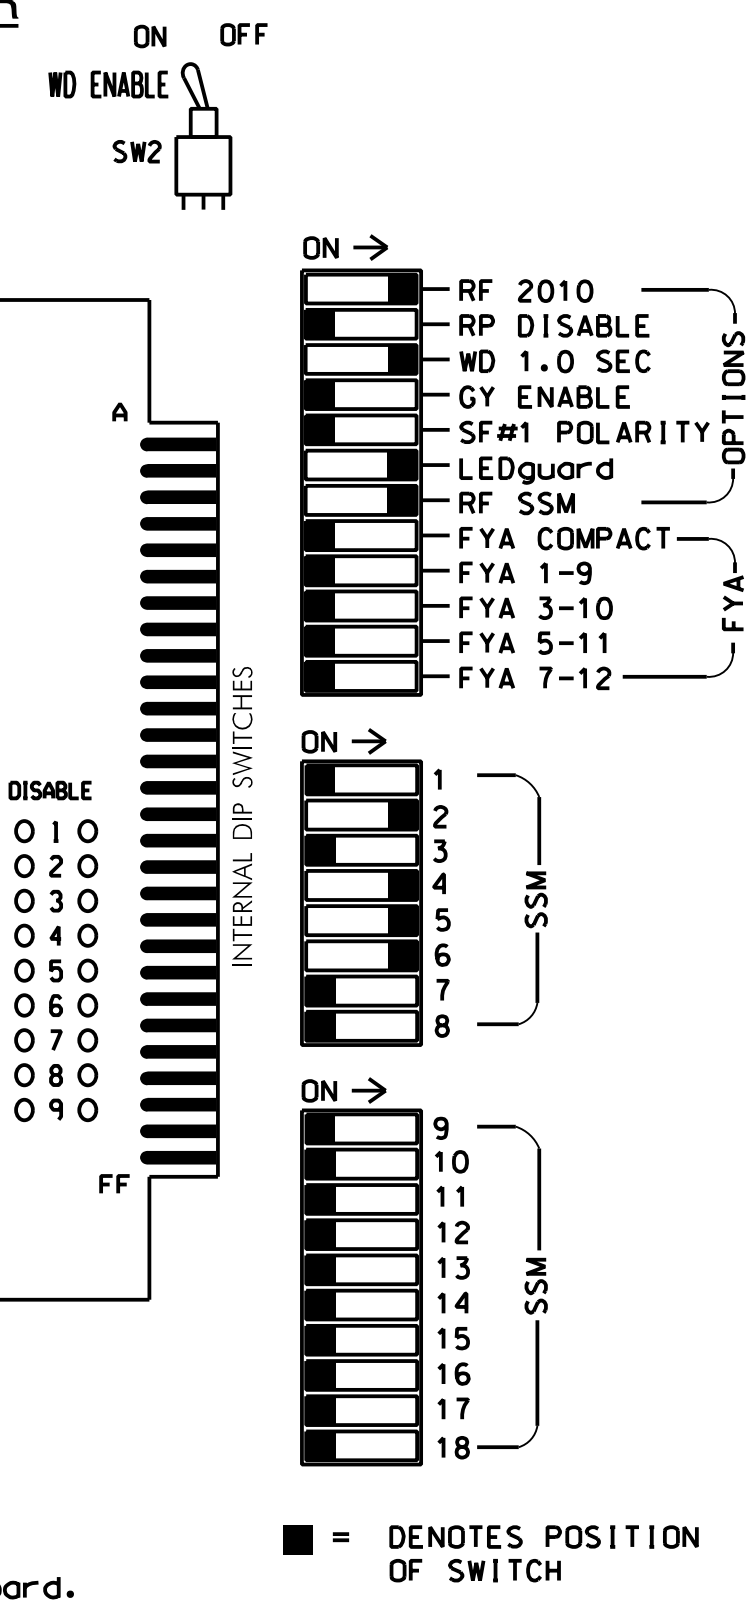 ON OFF
WD ENABLE
SW2
ON
RF 2010
RP DISABLE
WD 1.0 SEC
GY ENABLE
SF#1 POLARITY
LEDguard
RF SSM
OPTIONS
FYA COMPACT
FYA 1-9
FYA 3-10
FYA 5-11
FYA 7-12
FYA
A
FF
INTERNAL DIP SWITCHES
DISABLE
1
2
3
4
5
6
7
8
9
ON
1
2
3
4
5
6
7
8
SSM
ON
9
10
11
12
13
14
15
16
17
18
SSM
= DENOTES POSITION
OF SWITCH